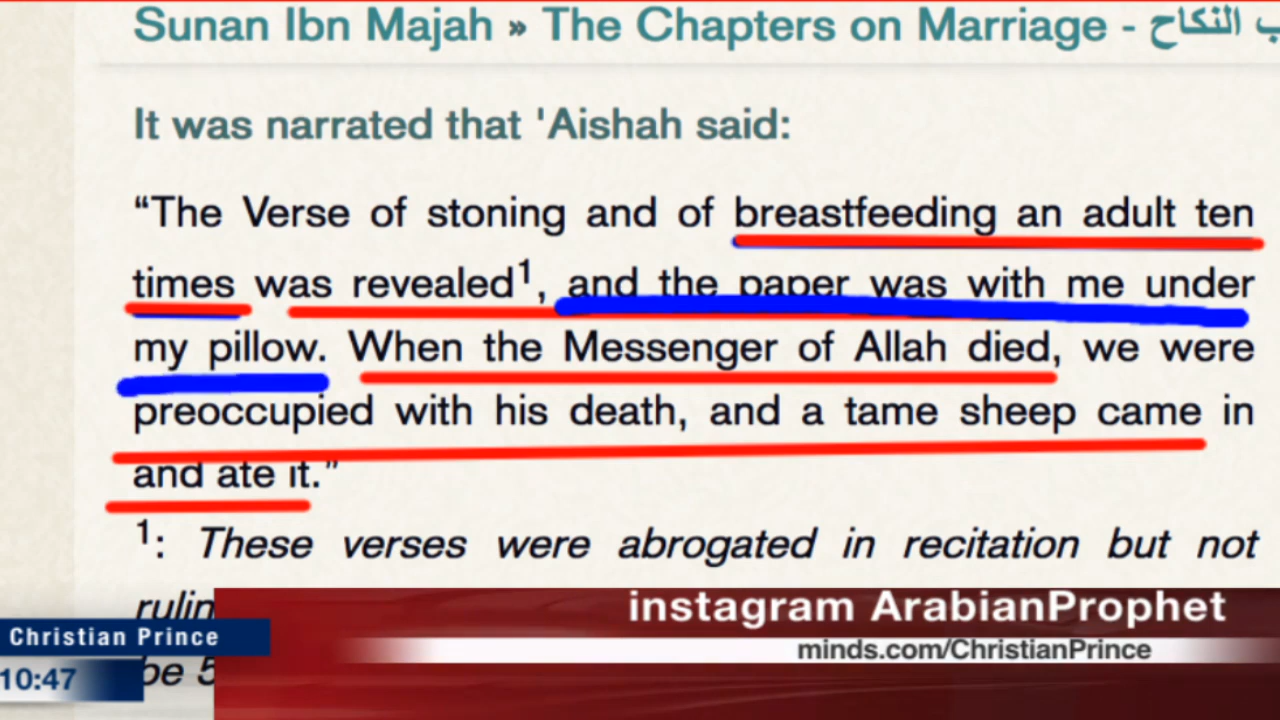 Sunan Ibn Majah » The Chapters on Marriage - ب النكاح
It was narrated that 'Aishah said:
“The Verse of stoning and of breastfeeding an adult ten
times was revealed1, and the paper was with me under
my pillow. When the Messenger of Allah died, we were
preoccupied with his death, and a tame sheep came in
and ate it.”
1: These verses were abrogated in recitation but not
be 5
instagram ArabianProphet
minds.com/ChristianPrince
Christian Prince
10:47